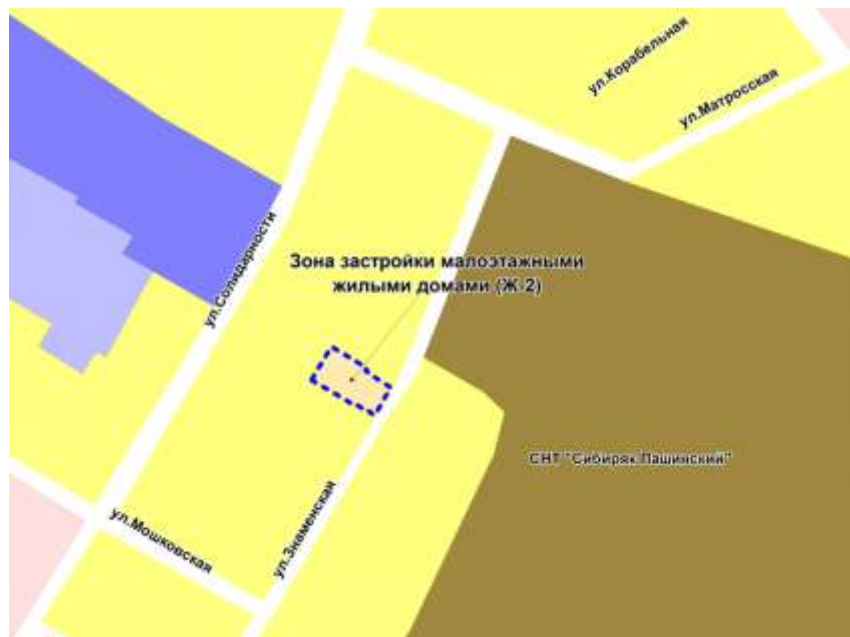 ул.Корабельная
ул.Матросская
ул.Солидарности
Зона застройки малоэтажными
жилыми домами (Ж-2)
СНТ "Сибиряк Пашинский"
ул.Мошковская
ул.Знаменская